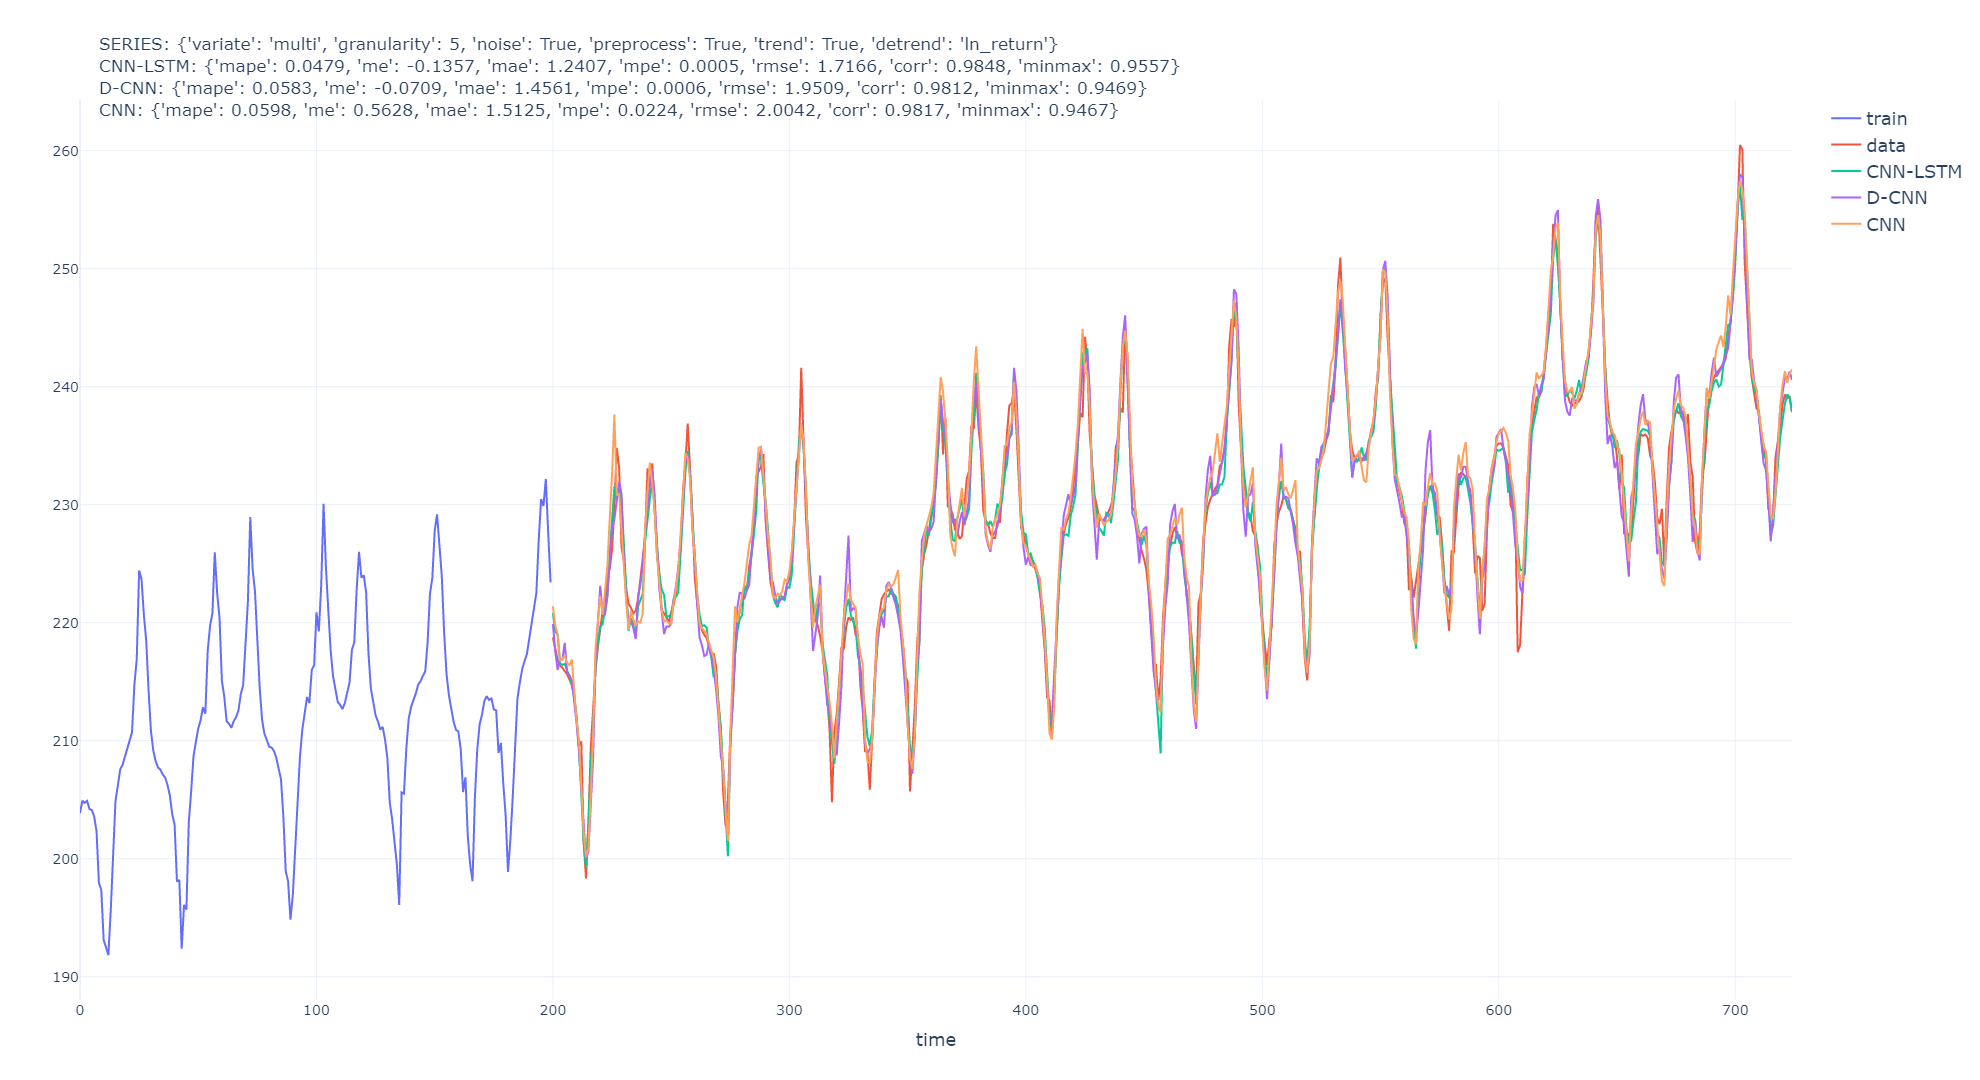 SERIES: {'variate': 'multi', 'granularity': 5, 'noise': True, 'preprocess': True, 'trend': True, 'detrend': 'ln_return'}
CNN-LSTM: {'mape': 0.0479, 'me': -0.1357, 'mae': 1.2407, 'mpe': 0.0005, 'rmse': 1.7166, 'corr': 0.9848, 'minmax': 0.9557}
D-CNN: {'mape': 0.0583, 'me': -0.0709, 'mae': 1.4561, 'mpe': 0.0006, 'rmse': 1.9509, 'corr': 0.9812, 'minmax': 0.9469}
CNN: {'mape': 0.0598, 'me': 0.5628, 'mae': 1.5125, 'mpe': 0.0224, 'rmse': 2.0042, 'corr': 0.9817, 'minmax': 0.9467}
train
data
CNN-LSTM
D-CNN
CNN
260
250
240
230
220
210
200
190
0 100 200 300 400 500 600 700
time